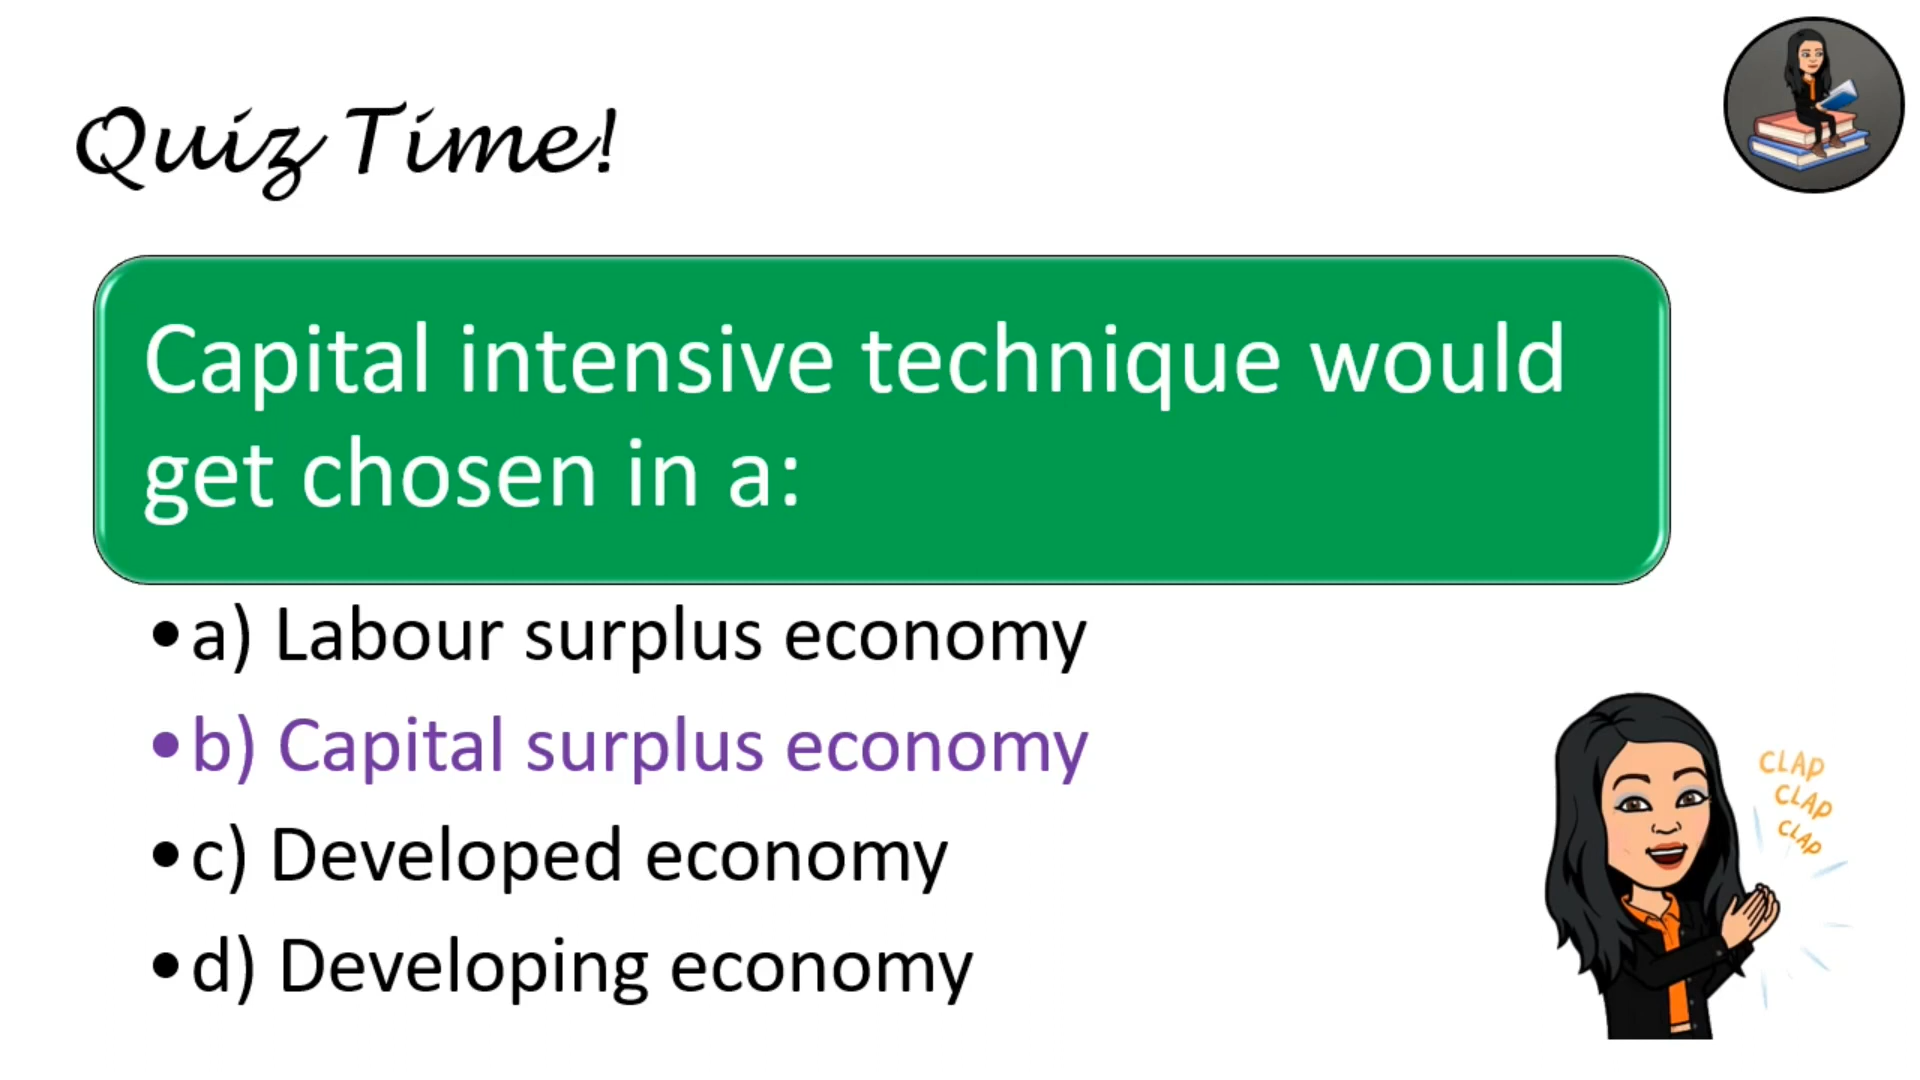 Quiz Time!
Capital intensive technique would
get chosen in a:
•a) Labour surplus economy
•b) Capital surplus economy
•c) Developed economy
•d) Developing economy
CLAP
CLAP
CLAP